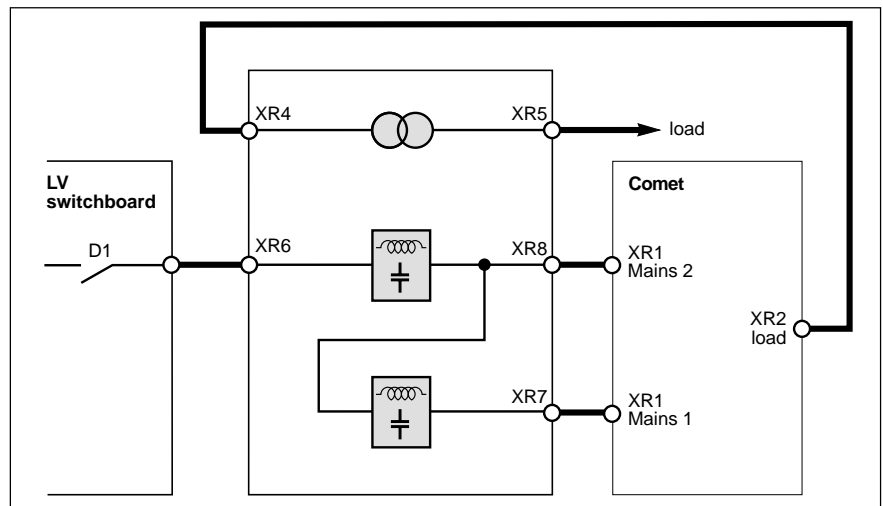 XR4
XR5
load
LV
switchboard
Comet
D1
XR6
XR8
XR1
Mains 2
XR2
load
XR7
XR1
Mains 1